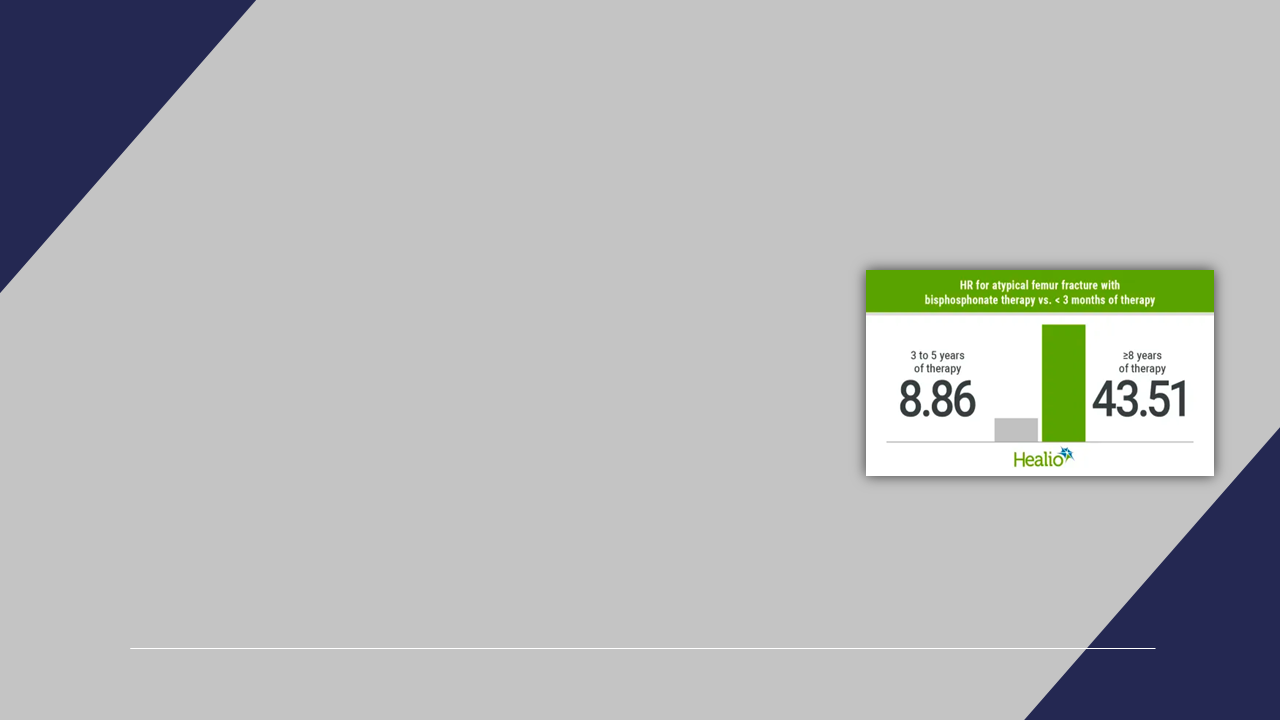 HR for atypical femur fracture with
bisphosphonate therapy vs. < 3 months of therapy
3 to 5 years
of therapy
8.86
≥8 years
of therapy
43.51
Healio